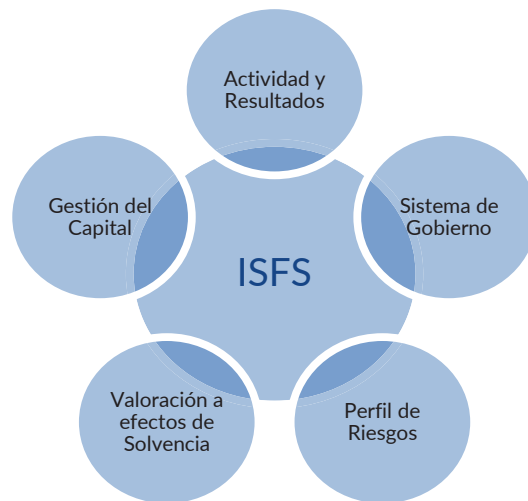 Actividad y
Resultados
Gestión del
Capital
Sistema de
Gobierno
ISFS
Valoración a
efectos de
Solvencia
Perfil de
Riesgos